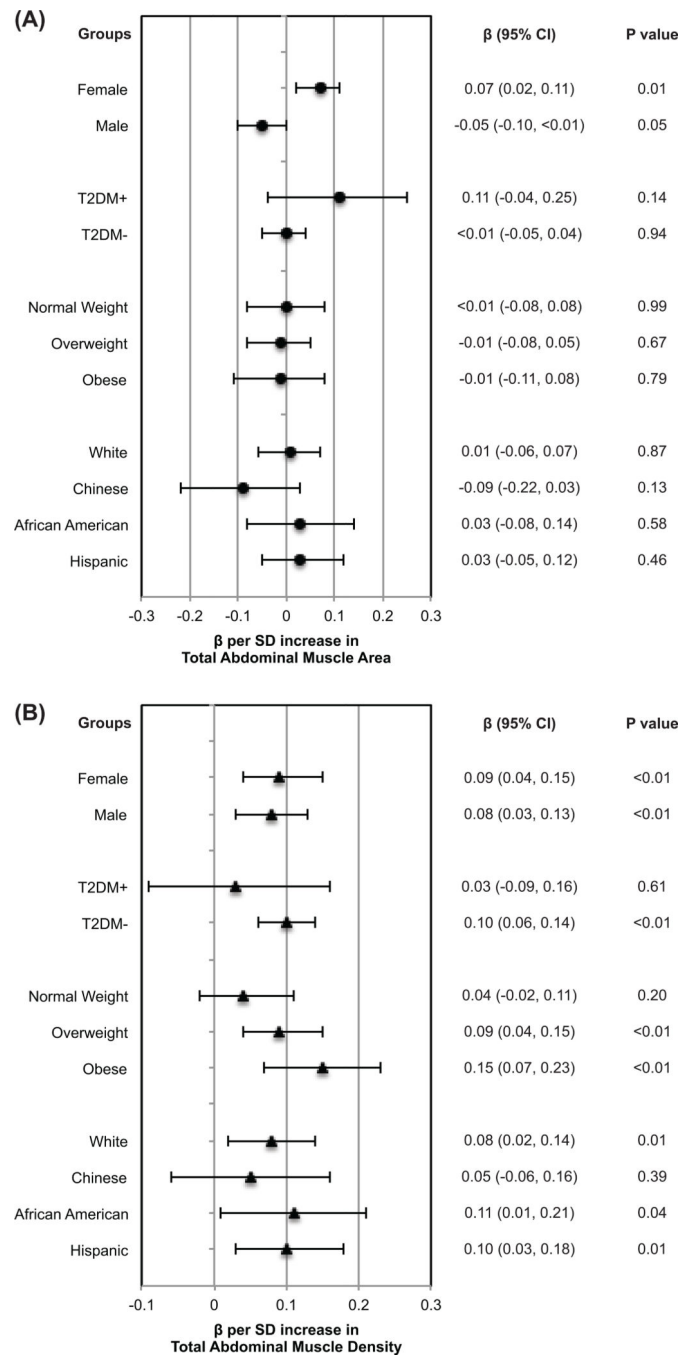 (A)
Groups β (95% CI) P value
Female 0.07 (0.02, 0.11) 0.01
Male -0.05 (-0.10, <0.01) 0.05
T2DM+ 0.11 (-0.04, 0.25) 0.14
T2DM- <0.01 (-0.05, 0.04) 0.94
Normal Weight <0.01 (-0.08, 0.08) 0.99
Overweight -0.01 (-0.08, 0.05) 0.67
Obese -0.01 (-0.11, 0.08) 0.79
White 0.01 (-0.06, 0.07) 0.87
Chinese -0.09 (-0.22, 0.03) 0.13
African American 0.03 (-0.08, 0.14) 0.58
Hispanic 0.03 (-0.05, 0.12) 0.46
-0.3 -0.2 -0.1 0 0.1 0.2 0.3
β per SD increase in
Total Abdominal Muscle Area
(B)
Groups β (95% CI) P value
Female 0.09 (0.04, 0.15) <0.01
Male 0.08 (0.03, 0.13) <0.01
T2DM+ 0.03 (-0.09, 0.16) 0.61
T2DM- 0.10 (0.06, 0.14) <0.01
Normal Weight 0.04 (-0.02, 0.11) 0.20
Overweight 0.09 (0.04, 0.15) <0.01
Obese 0.15 (0.07, 0.23) <0.01
White 0.08 (0.02, 0.14) 0.01
Chinese 0.05 (-0.06, 0.16) 0.39
African American 0.11 (0.01, 0.21) 0.04
Hispanic 0.10 (0.03, 0.18) 0.01
-0.1 0 0.1 0.2 0.3
β per SD increase in
Total Abdominal Muscle Density